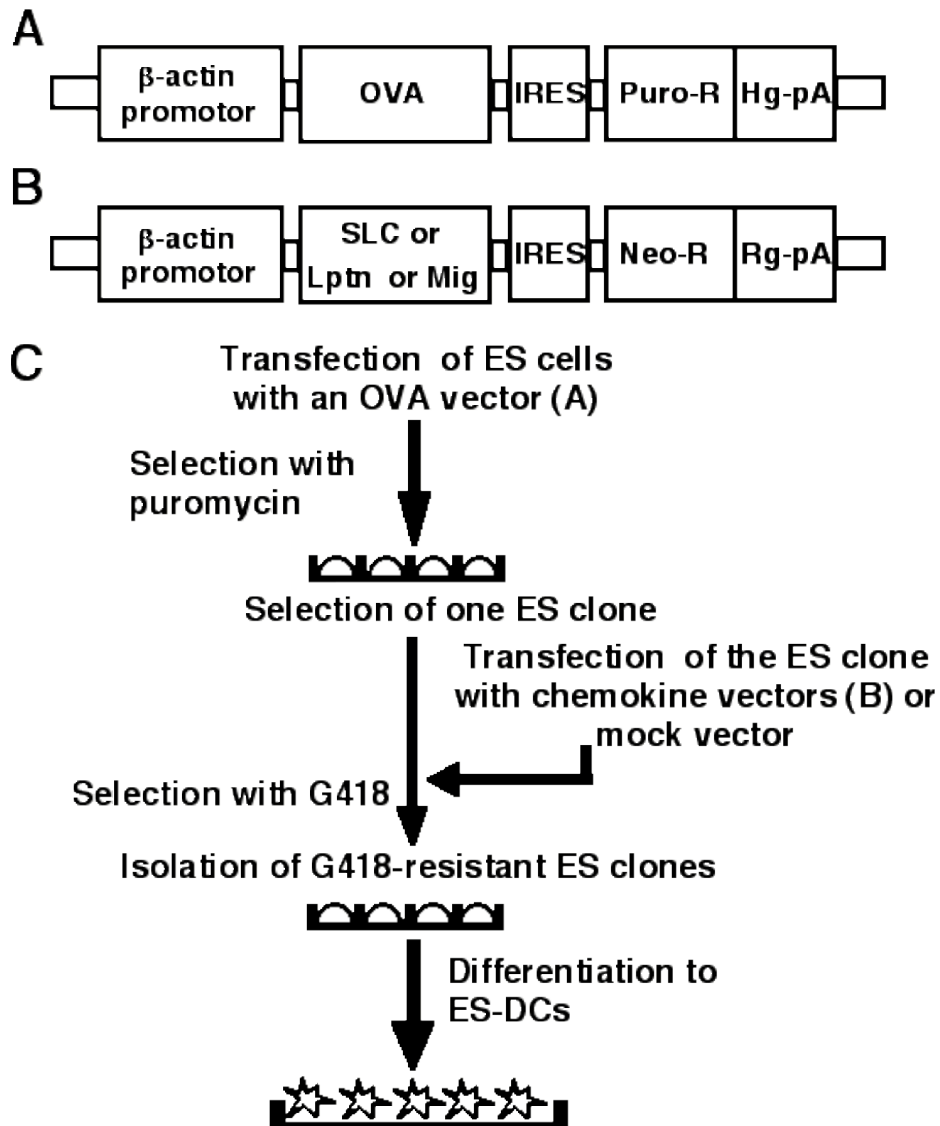 A
β-actin
promotor
OVA
IRES
Puro-R
Hg-pA
B
β-actin
promotor
SLC or
Lptn or Mig
IRES
Neo-R
Rg-pA
C
Transfection of ES cells
with an OVA vector (A)
Selection with
puromycin
Selection of one ES clone
Transfection of the ES clone
with chemokine vectors (B) or
mock vector
Selection with G418
Isolation of G418-resistant ES clones
Differentiation to
ES-DCs